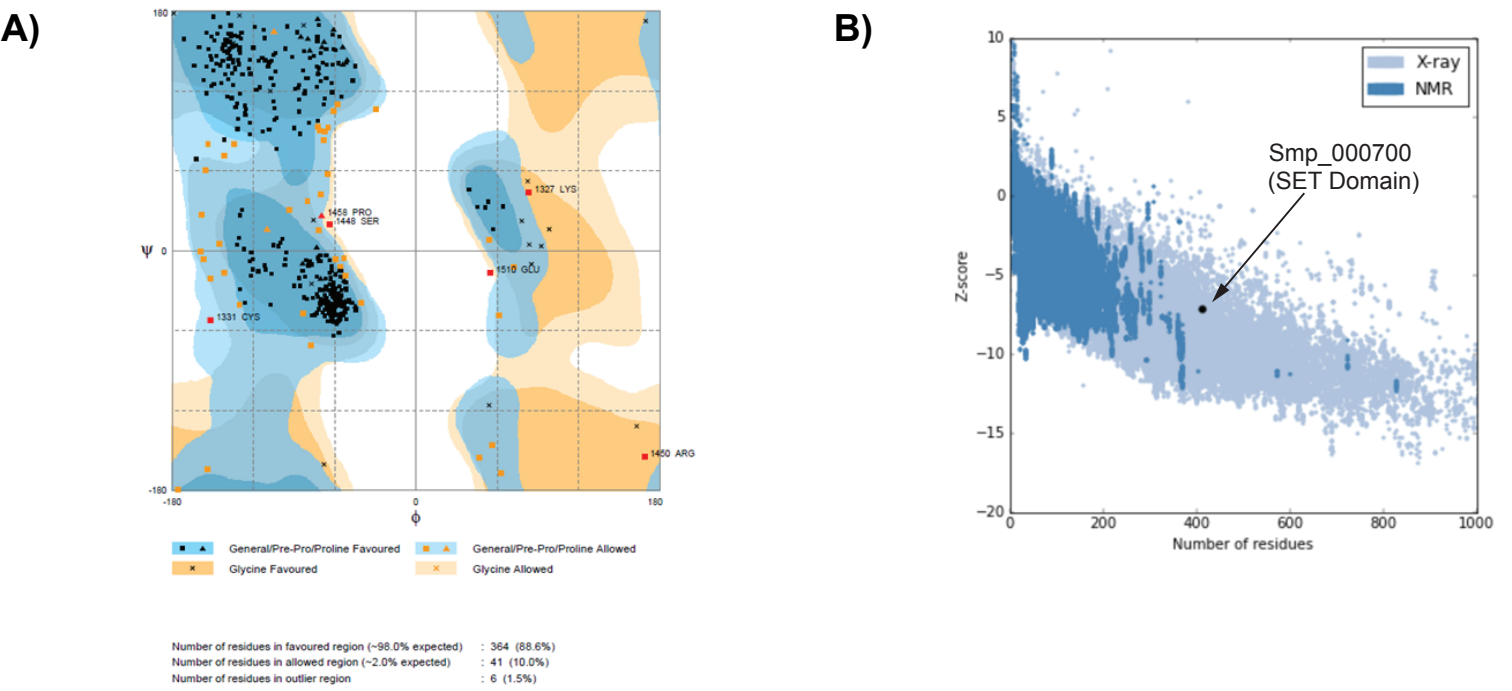 A)
180
1327 LYS
1458 PRO
1448 SER
Ψ 0
1510 GLU
1331 CYS
1450 ARG
-180
-180 0 180
ϕ
General/Pre-Pro/Proline Favoured General/Pre-Pro/Proline Allowed
Glycine Favoured Glycine Allowed
Number of residues in favoured region (~98.0% expected) : 364 (88.6%)
Number of residues in allowed region (~2.0% expected) : 41 (10.0%)
Number of residues in outlier region : 6 (1.5%)
B)
10
X-ray
NMR
5
Smp_000700
(SET Domain)
0
Z-score
−5
−10
−15
−20
0 200 400 600 800 1000
Number of residues